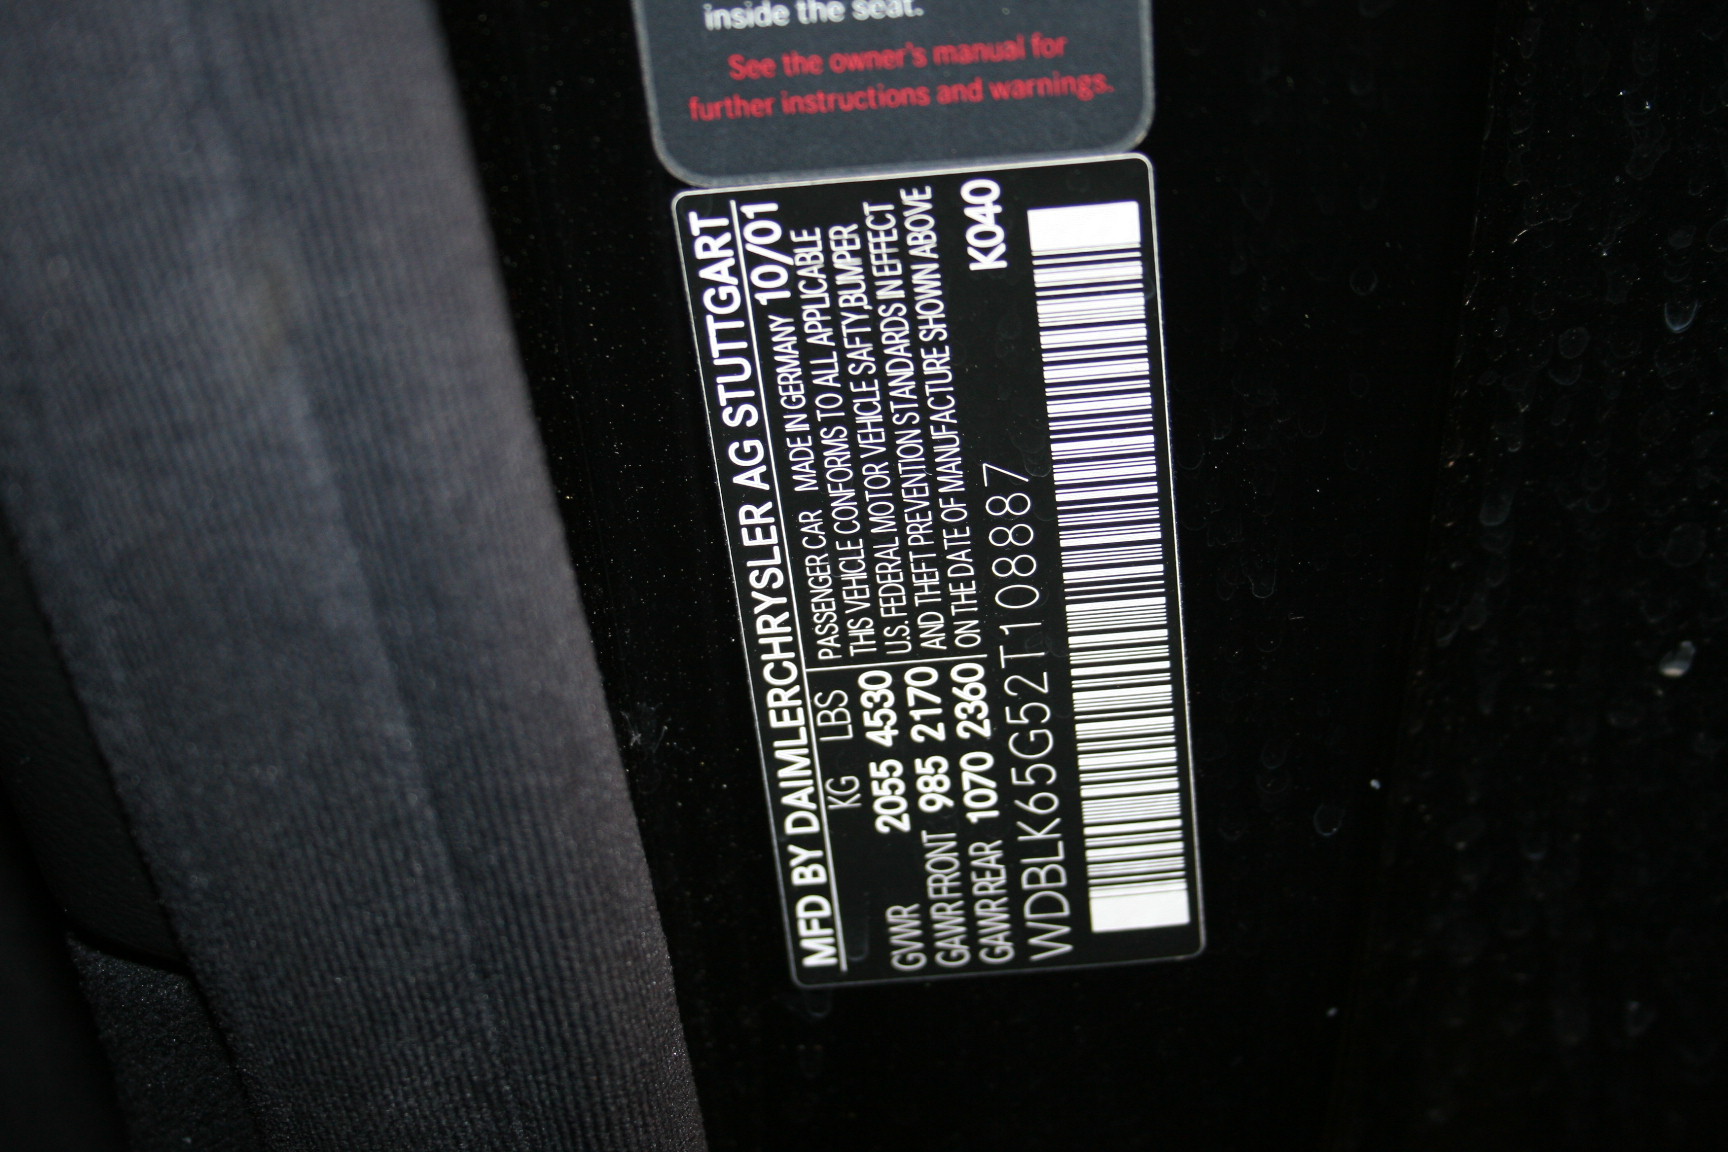 inside the seat.
See the owner's manual for
further instructions and warnings.
MFD BY DAIMLERCHRYSLER AG STUTTGART
KG LBS PASSENGER CAR MADE IN GERMANY 10/01
THIS VEHICLE CONFORMS TO ALL APPLICABLE
GVWR 2055 4530 U.S. FEDERAL MOTOR VEHICLE SAFTY,BUMPER
GAWR FRONT 985 2170 AND THEFT PREVENTION STANDARDS IN EFFECT
GAWR REAR 1070 2360 ON THE DATE OF MANUFACTURE SHOWN ABOVE
WDBLK65G52T108887 K040